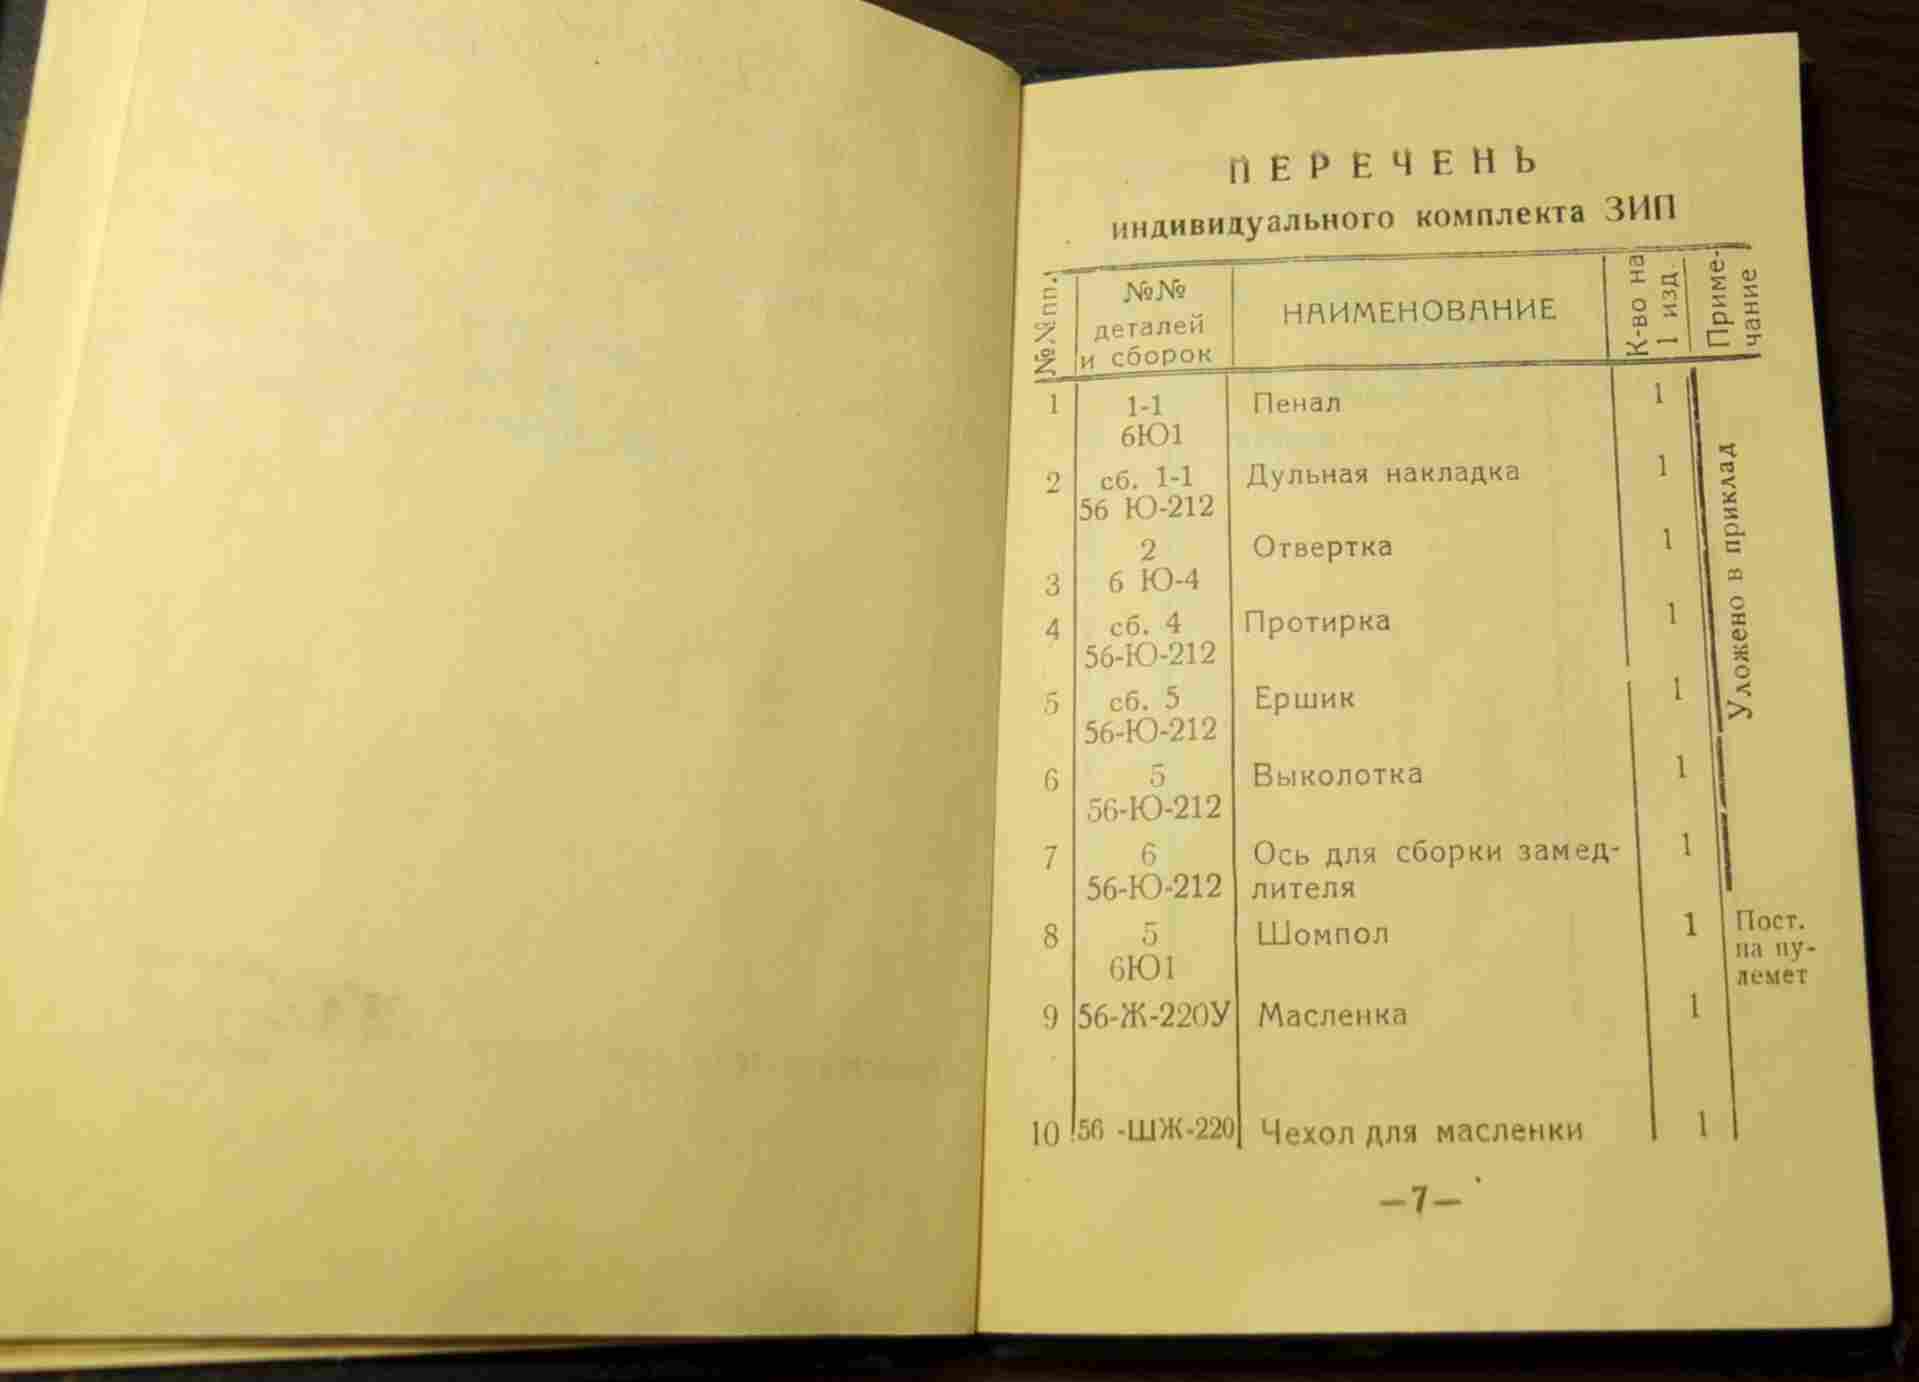 ПЕРЕЧЕНЬ
индивидуального комплекта ЗИП
№№ пп.
№№
деталей
и сборок
НАИМЕНОВАНИЕ
К-во на
1 изд.
Приме-
чание
1 1-1 Пенал 1
6Ю1
2 сб. 1-1 Дульная накладка 1
56 Ю-212
2 Отвертка 1
3 6 Ю-4
4 сб. 4 Протирка 1
56-Ю-212
5 сб. 5 Ершик 1
56-Ю-212
6 5 Выколотка 1
56-Ю-212
7 6 Ось для сборки замед- 1
56-Ю-212 лителя
Уложено в приклад
8 5 Шомпол 1 Пост.
6Ю1 на пу-
лемет
9 56-Ж-220У Масленка 1
10 56 -ШЖ-220 Чехол для масленки 1
—7—